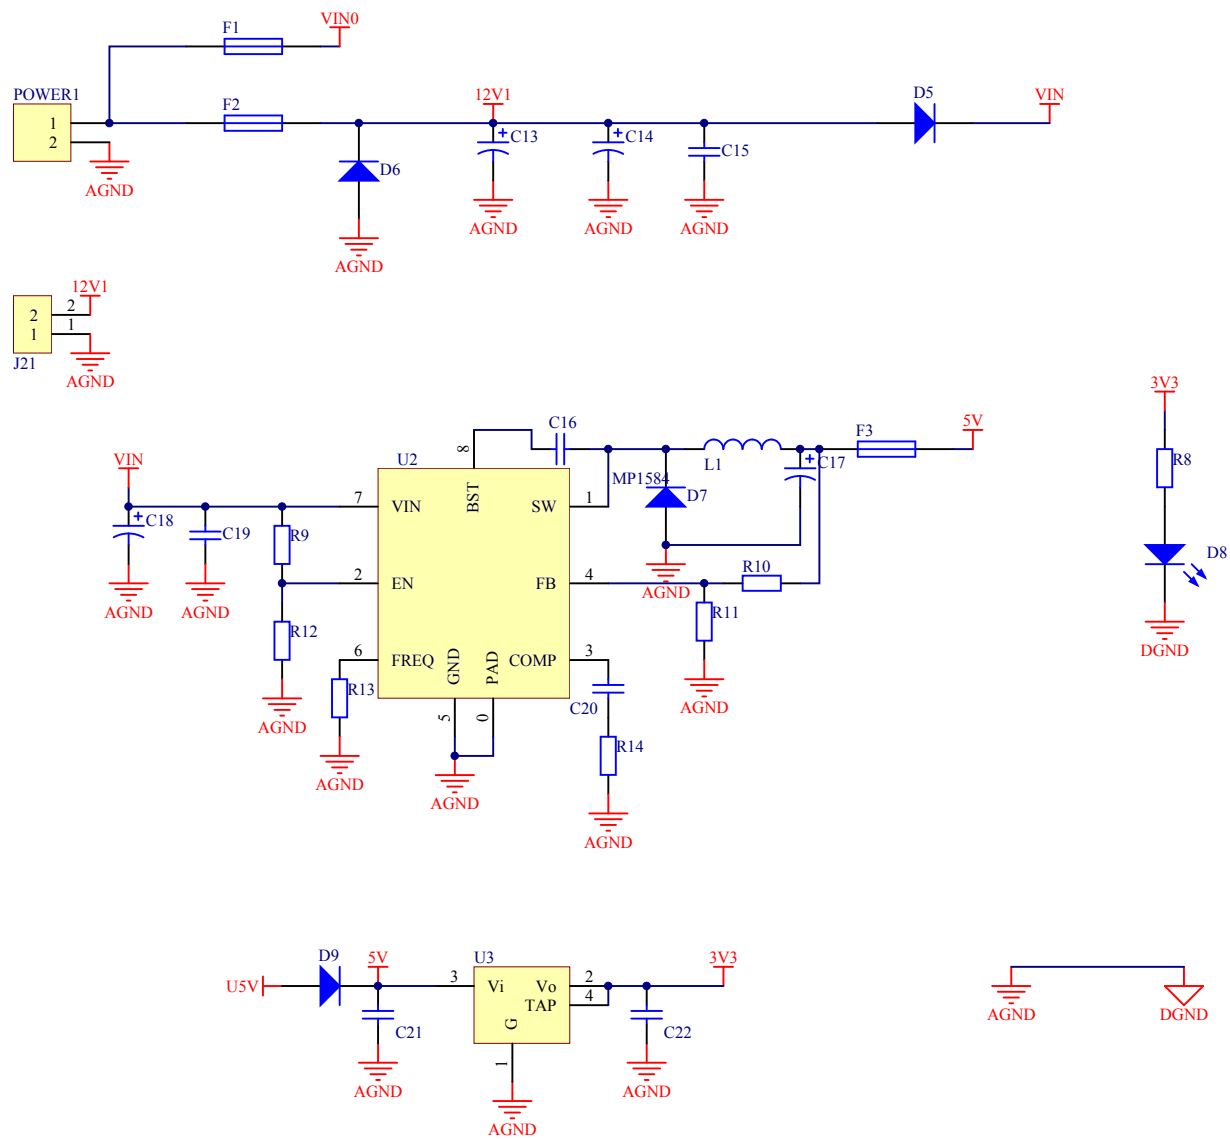 VIN0
F1
POWER1
1
2
AGND
F2
12V1
C13
C14
C15
D5
VIN
D6
AGND
AGND
AGND
AGND
12V1
2
1
2
1
J21
AGND
3V3
R8
D8
DGND
VIN
C18
C19
R9
R12
AGND
AGND
AGND
U2
7
VIN
2
EN
6
FREQ
R13
AGND
8
BST
SW
1
FB
4
COMP
3
GND
PAD
5
0
AGND
C16
MP1584
D7
L1
C17
F3
5V
AGND
R10
R11
AGND
C20
R14
AGND
U5V
D9
5V
C21
AGND
U3
3
Vi
Vo
2
TAP
4
G
1
AGND
C22
AGND
3V3
AGND
DGND